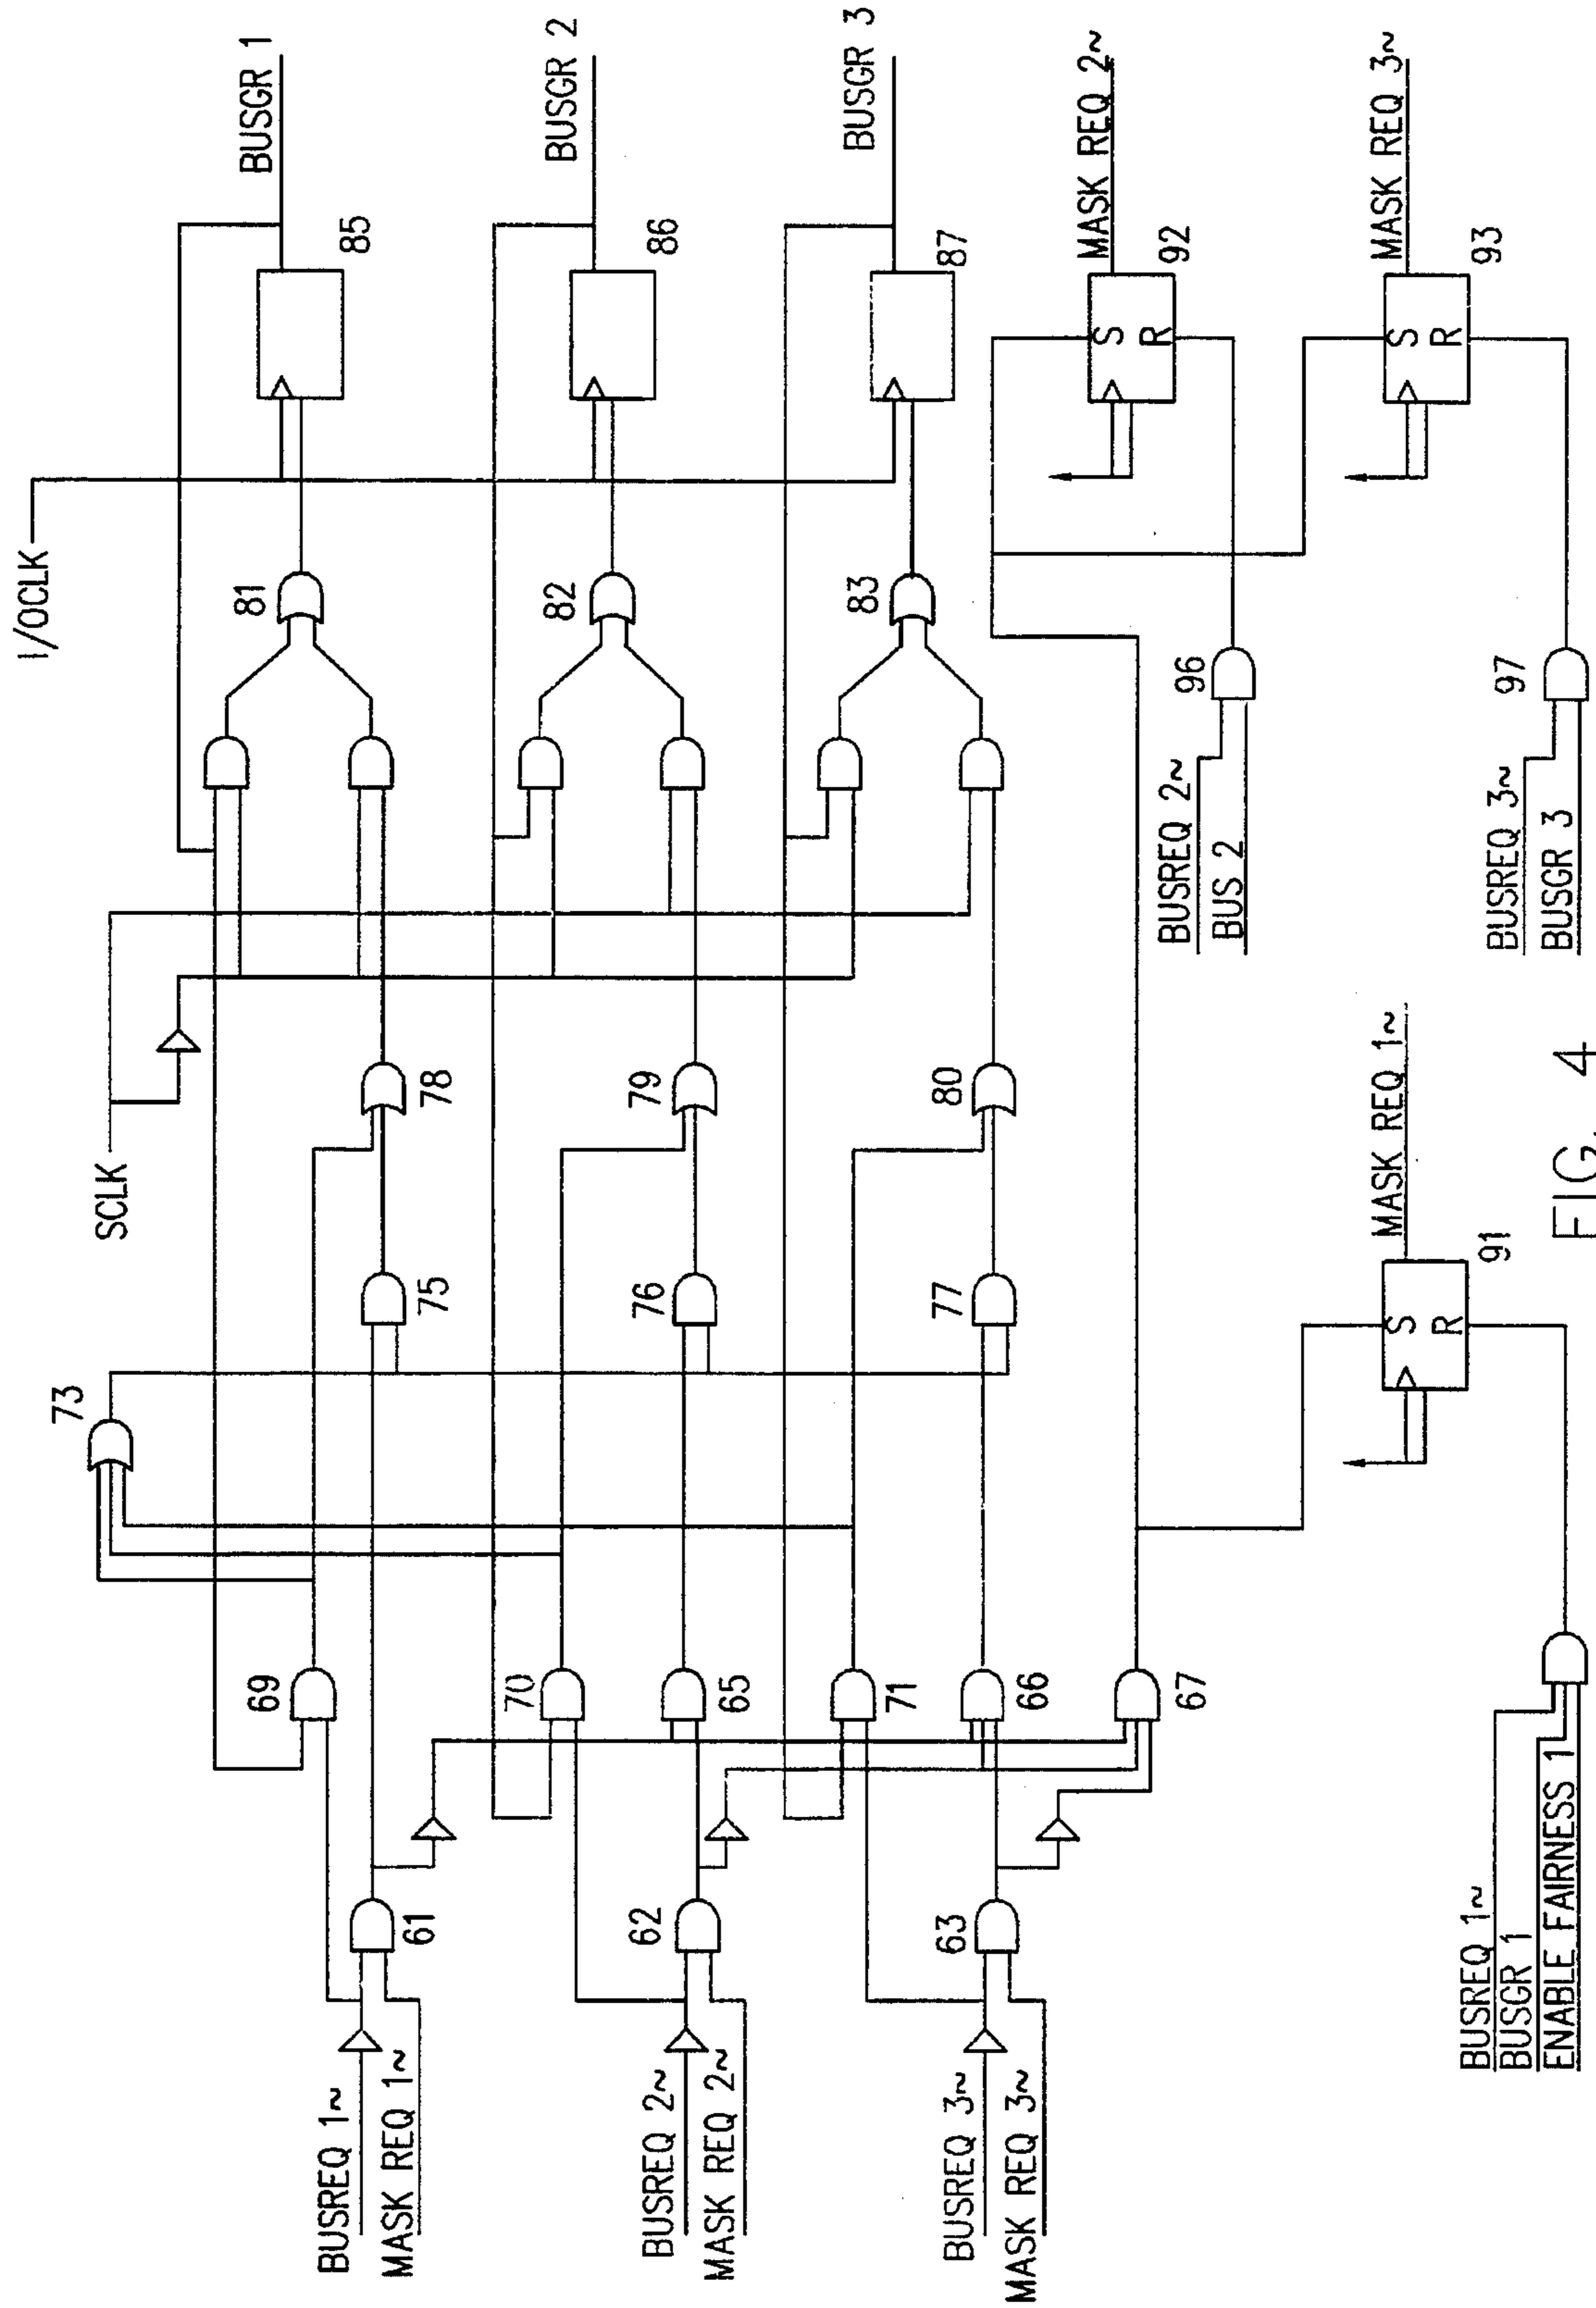 I/OCLK
SCLK
BUSGR 1
BUSGR 2
BUSGR 3
73
81
85
69
75
78
BUSREQ 1~
MASK REQ 1~
61
82
86
70
65
76
79
BUSREQ 2~
MASK REQ 2~
62
83
87
71
66
77
80
BUSREQ 3~
MASK REQ 3~
63
67
S
R
MASK REQ 2~
92
BUSREQ 2~
BUS 2
96
S
R
MASK REQ 3~
93
BUSREQ 3~
BUSGR 3
97
S
R
MASK REQ 1~
91
BUSREQ 1~
BUSGR 1
ENABLE FAIRNESS 1
FIG. 4